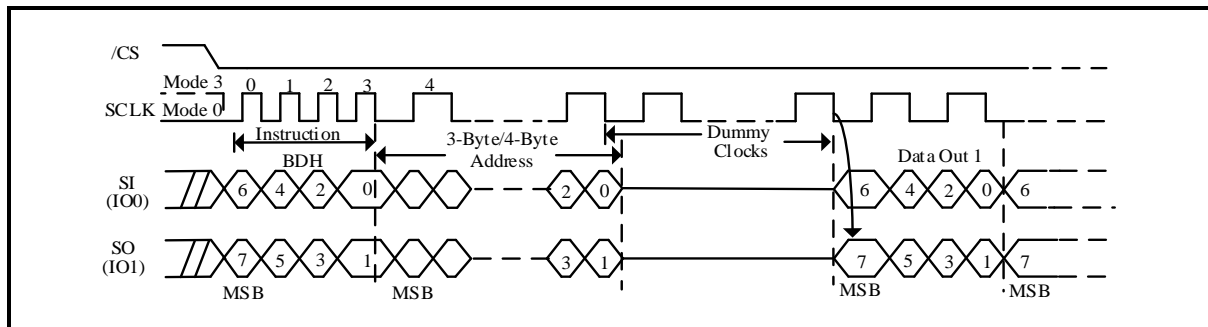 /CS
Mode 3 0 1 2 3 4
SCLK Mode 0
Instruction 3-Byte/4-Byte Dummy
Address Clocks
BDH Data Out 1
SI 6 4 2 0 2 0 6 4 2 0 6
(IO0)
SO 7 5 3 1 3 1 7 5 3 1 7
(IO1)
MSB MSB MSB MSB